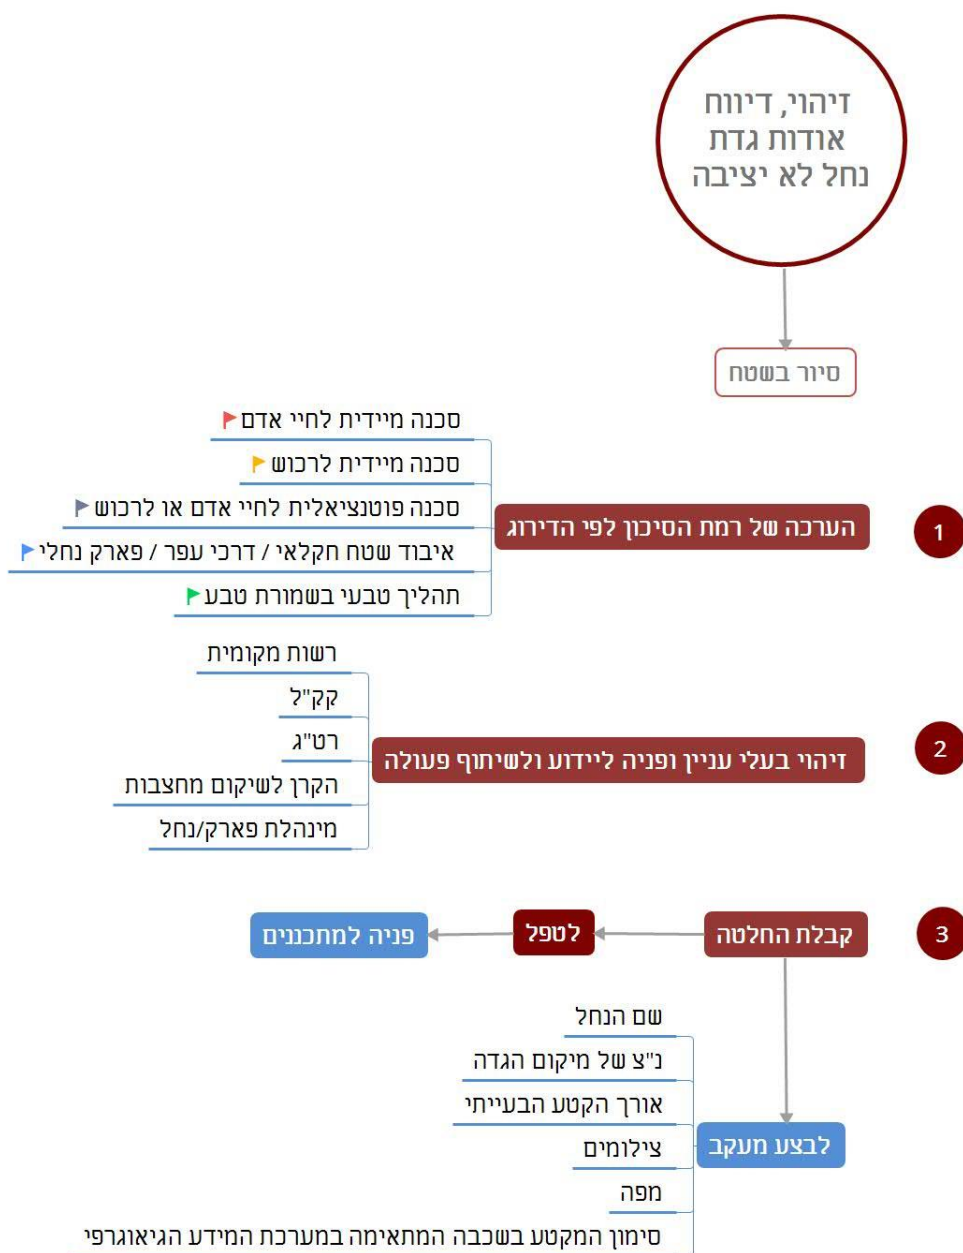 זיהוי, דיווח
אודות גדת
נחל לא יציבה
סיור בשטח
1
הערכה של רמת הסיכון לפי הדירוג
סכנה מיידית לחיי אדם
סכנה מיידית לרכוש
סכנה פוטנציאלית לחיי אדם או לרכוש
איבוד שטח חקלאי / דרכי עפר / פארק נחלי
תהליך טבעי בשמורת טבע
2
זיהוי בעלי עניין ופניה ליידוע ולשיתוף פעולה
רשות מקומית
קק"ל
רט"ג
הקרן לשיקום מחצבות
מינהלת פארק/נחל
3
קבלת החלטה
לטפל
פניה למתכננים
לבצע מעקב
שם הנחל
נ"צ של מיקום הגדה
אורך הקטע הבעייתי
צילומים
מפה
סימון המקטע בשכבה המתאימה במערכת המידע הגיאוגרפי